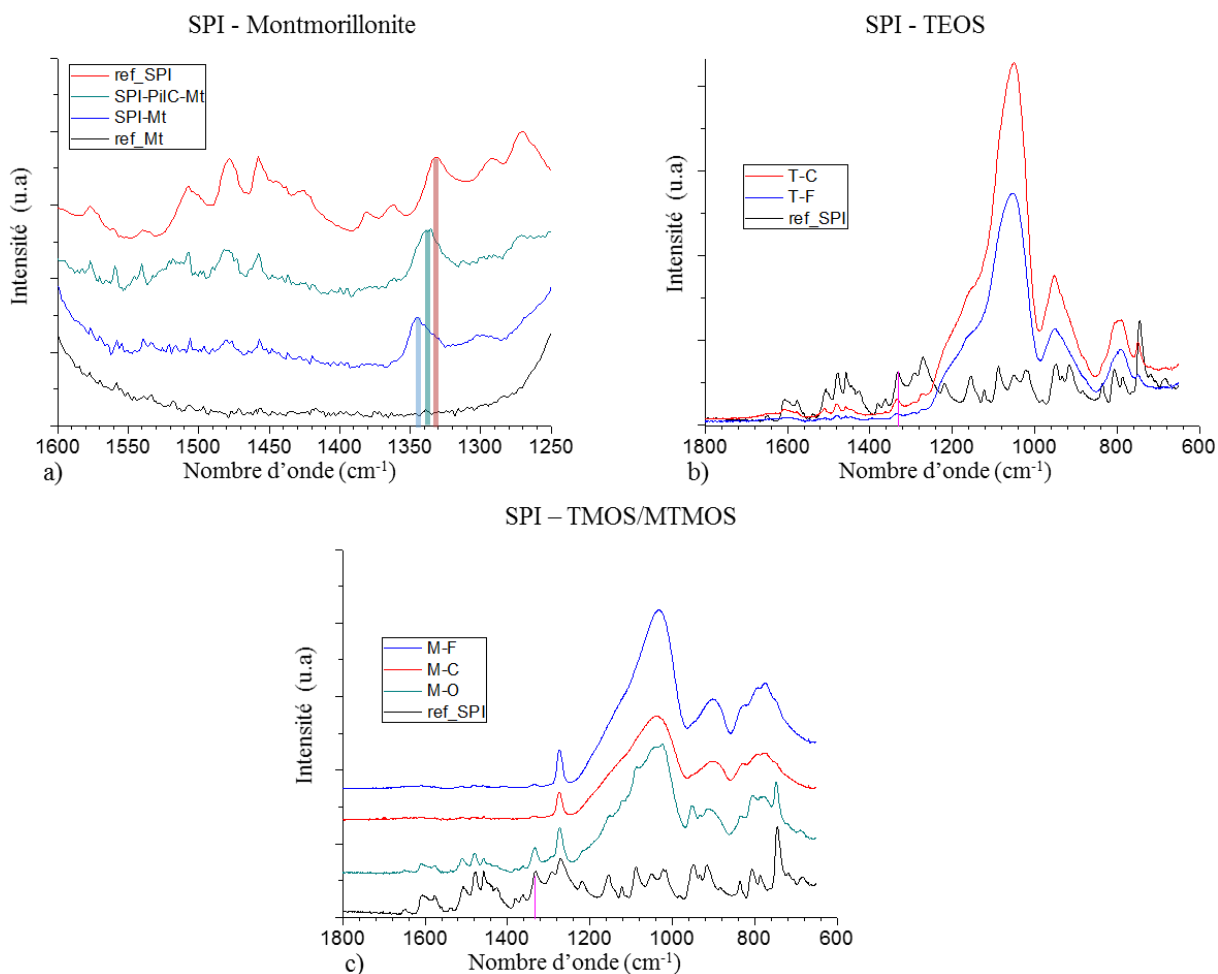 SPI - Montmorillonite
SPI - TEOS
ref_SPI
SPI-PilC-Mt
SPI-Mt
ref_Mt
Intensité (u.a)
1600 1550 1500 1450 1400 1350 1300 1250
Nombre d’onde (cm-1)
a)
T-C
T-F
ref_SPI
Intensité (u.a)
1800 1600 1400 1200 1000 800 600
Nombre d’onde (cm-1)
b)
SPI – TMOS/MTMOS
M-F
M-C
M-O
ref_SPI
Intensité (u.a)
1800 1600 1400 1200 1000 800 600
Nombre d’onde (cm-1)
c)